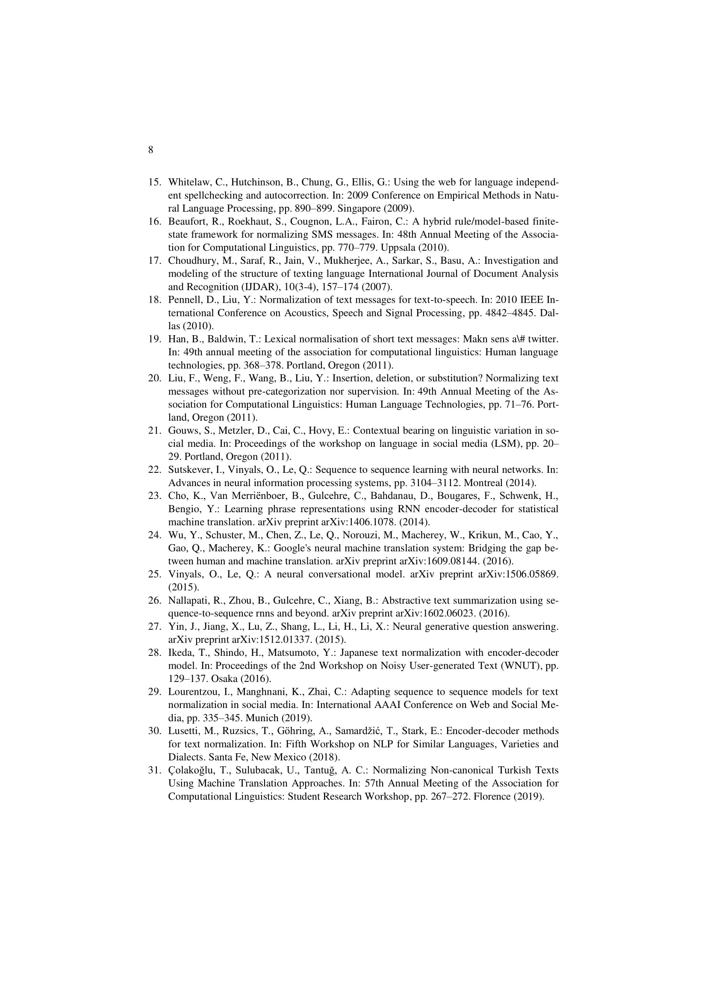 8
15. Whitelaw, C., Hutchinson, B., Chung, G., Ellis, G.: Using the web for language independ-
ent spellchecking and autocorrection. In: 2009 Conference on Empirical Methods in Natu-
ral Language Processing, pp. 890–899. Singapore (2009).
16. Beaufort, R., Roekhaut, S., Cougnon, L.A., Fairon, C.: A hybrid rule/model-based finite-
state framework for normalizing SMS messages. In: 48th Annual Meeting of the Associa-
tion for Computational Linguistics, pp. 770–779. Uppsala (2010).
17. Choudhury, M., Saraf, R., Jain, V., Mukherjee, A., Sarkar, S., Basu, A.: Investigation and
modeling of the structure of texting language International Journal of Document Analysis
and Recognition (IJDAR), 10(3-4), 157–174 (2007).
18. Pennell, D., Liu, Y.: Normalization of text messages for text-to-speech. In: 2010 IEEE In-
ternational Conference on Acoustics, Speech and Signal Processing, pp. 4842–4845. Dal-
las (2010).
19. Han, B., Baldwin, T.: Lexical normalisation of short text messages: Makn sens a\# twitter.
In: 49th annual meeting of the association for computational linguistics: Human language
technologies, pp. 368–378. Portland, Oregon (2011).
20. Liu, F., Weng, F., Wang, B., Liu, Y.: Insertion, deletion, or substitution? Normalizing text
messages without pre-categorization nor supervision. In: 49th Annual Meeting of the As-
sociation for Computational Linguistics: Human Language Technologies, pp. 71–76. Port-
land, Oregon (2011).
21. Gouws, S., Metzler, D., Cai, C., Hovy, E.: Contextual bearing on linguistic variation in so-
cial media. In: Proceedings of the workshop on language in social media (LSM), pp. 20–
29. Portland, Oregon (2011).
22. Sutskever, I., Vinyals, O., Le, Q.: Sequence to sequence learning with neural networks. In:
Advances in neural information processing systems, pp. 3104–3112. Montreal (2014).
23. Cho, K., Van Merriënboer, B., Gulcehre, C., Bahdanau, D., Bougares, F., Schwenk, H.,
Bengio, Y.: Learning phrase representations using RNN encoder-decoder for statistical
machine translation. arXiv preprint arXiv:1406.1078. (2014).
24. Wu, Y., Schuster, M., Chen, Z., Le, Q., Norouzi, M., Macherey, W., Krikun, M., Cao, Y.,
Gao, Q., Macherey, K.: Google's neural machine translation system: Bridging the gap be-
tween human and machine translation. arXiv preprint arXiv:1609.08144. (2016).
25. Vinyals, O., Le, Q.: A neural conversational model. arXiv preprint arXiv:1506.05869.
(2015).
26. Nallapati, R., Zhou, B., Gulcehre, C., Xiang, B.: Abstractive text summarization using se-
quence-to-sequence rnns and beyond. arXiv preprint arXiv:1602.06023. (2016).
27. Yin, J., Jiang, X., Lu, Z., Shang, L., Li, H., Li, X.: Neural generative question answering.
arXiv preprint arXiv:1512.01337. (2015).
28. Ikeda, T., Shindo, H., Matsumoto, Y.: Japanese text normalization with encoder-decoder
model. In: Proceedings of the 2nd Workshop on Noisy User-generated Text (WNUT), pp.
129–137. Osaka (2016).
29. Lourentzou, I., Manghnani, K., Zhai, C.: Adapting sequence to sequence models for text
normalization in social media. In: International AAAI Conference on Web and Social Me-
dia, pp. 335–345. Munich (2019).
30. Lusetti, M., Ruzsics, T., Göhring, A., Samardžić, T., Stark, E.: Encoder-decoder methods
for text normalization. In: Fifth Workshop on NLP for Similar Languages, Varieties and
Dialects. Santa Fe, New Mexico (2018).
31. Çolakoğlu, T., Sulubacak, U., Tantuğ, A. C.: Normalizing Non-canonical Turkish Texts
Using Machine Translation Approaches. In: 57th Annual Meeting of the Association for
Computational Linguistics: Student Research Workshop, pp. 267–272. Florence (2019).